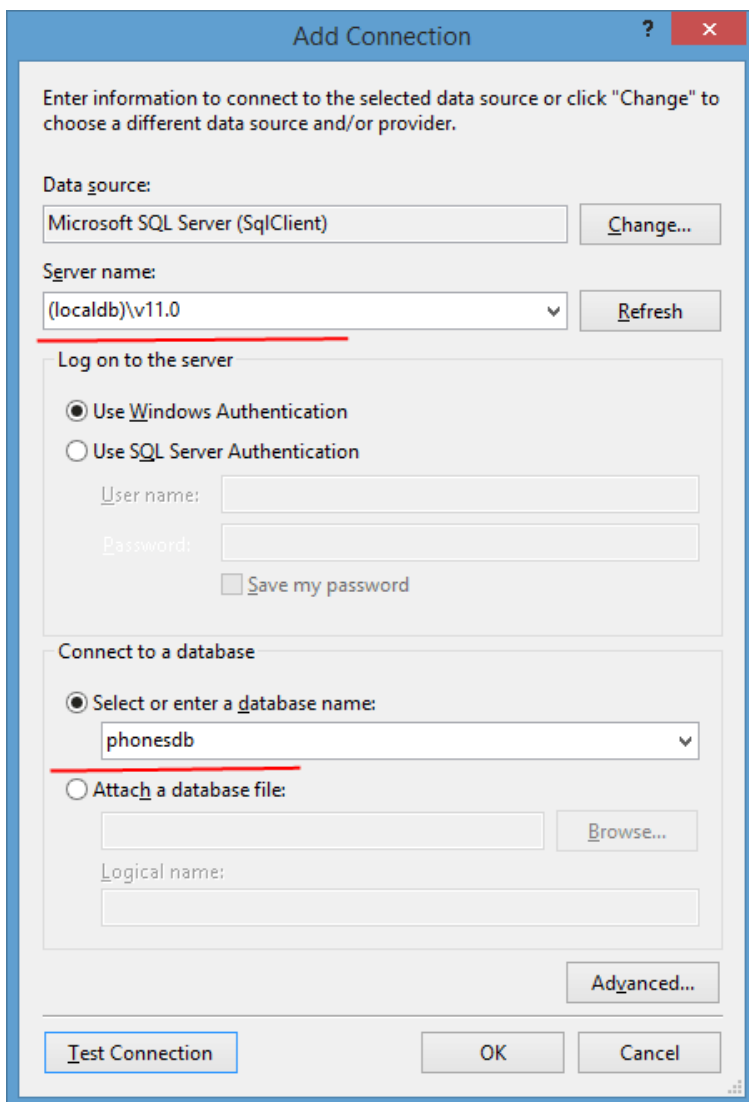 Add Connection
?
×
Enter information to connect to the selected data source or click "Change" to
choose a different data source and/or provider.
Data source:
Microsoft SQL Server (SqlClient)
Change...
Server name:
(localdb)\v11.0
Refresh
Log on to the server
Use Windows Authentication
Use SQL Server Authentication
User name:
Password:
Save my password
Connect to a database
Select or enter a database name:
phonesdb
Attach a database file:
Browse...
Logical name:
Advanced...
Test Connection
OK
Cancel